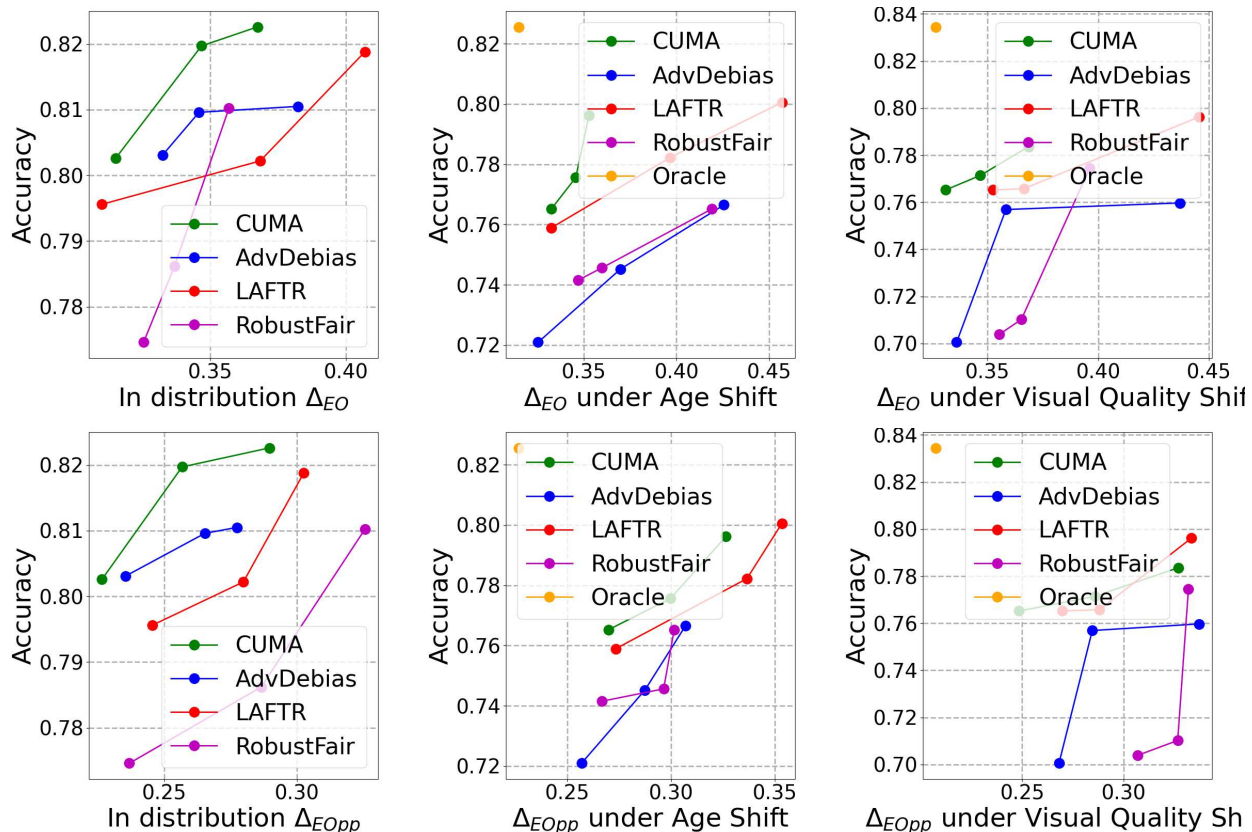 0.82
0.81
0.80
0.79
0.78
Accuracy
0.35
0.40
In distribution Δ_EO
CUMA
AdvDebias
LAFTR
RobustFair
0.82
0.80
0.78
0.76
0.74
0.72
Accuracy
0.35
0.40
0.45
Δ_EO under Age Shift
CUMA
AdvDebias
LAFTR
RobustFair
Oracle
0.84
0.82
0.80
0.78
0.76
0.74
0.72
0.70
Accuracy
0.35
0.40
0.45
Δ_EO under Visual Quality Shif
CUMA
AdvDebias
LAFTR
RobustFair
Oracle
0.82
0.81
0.80
0.79
0.78
Accuracy
0.25
0.30
In distribution Δ_EOpp
CUMA
AdvDebias
LAFTR
RobustFair
0.82
0.80
0.78
0.76
0.74
0.72
Accuracy
0.25
0.30
0.35
Δ_EOpp under Age Shift
CUMA
AdvDebias
LAFTR
RobustFair
Oracle
0.84
0.82
0.80
0.78
0.76
0.74
0.72
0.70
Accuracy
0.25
0.30
Δ_EOpp under Visual Quality Sh
CUMA
AdvDebias
LAFTR
RobustFair
Oracle